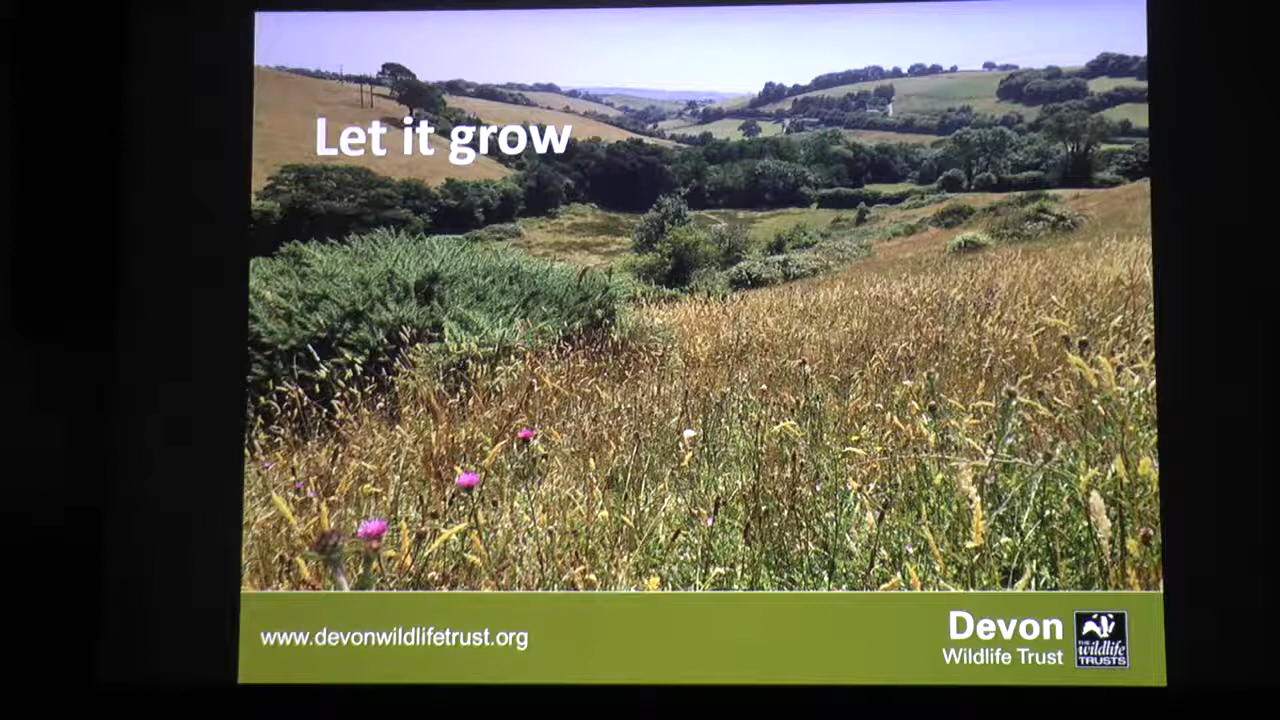 Let it grow
www.devonwildlifetrust.org
Devon
Wildlife Trust
THE
wildlife
TRUSTS